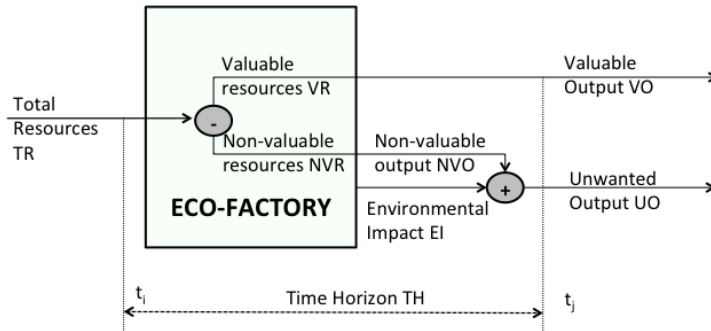 Valuable
resources VR
Valuable
Output VO
Total
Resources
TR
-
Non-valuable
resources NVR
Non-valuable
output NVO
+
ECO-FACTORY
Environmental
Impact EI
Unwanted
Output UO
ti
Time Horizon TH
tj